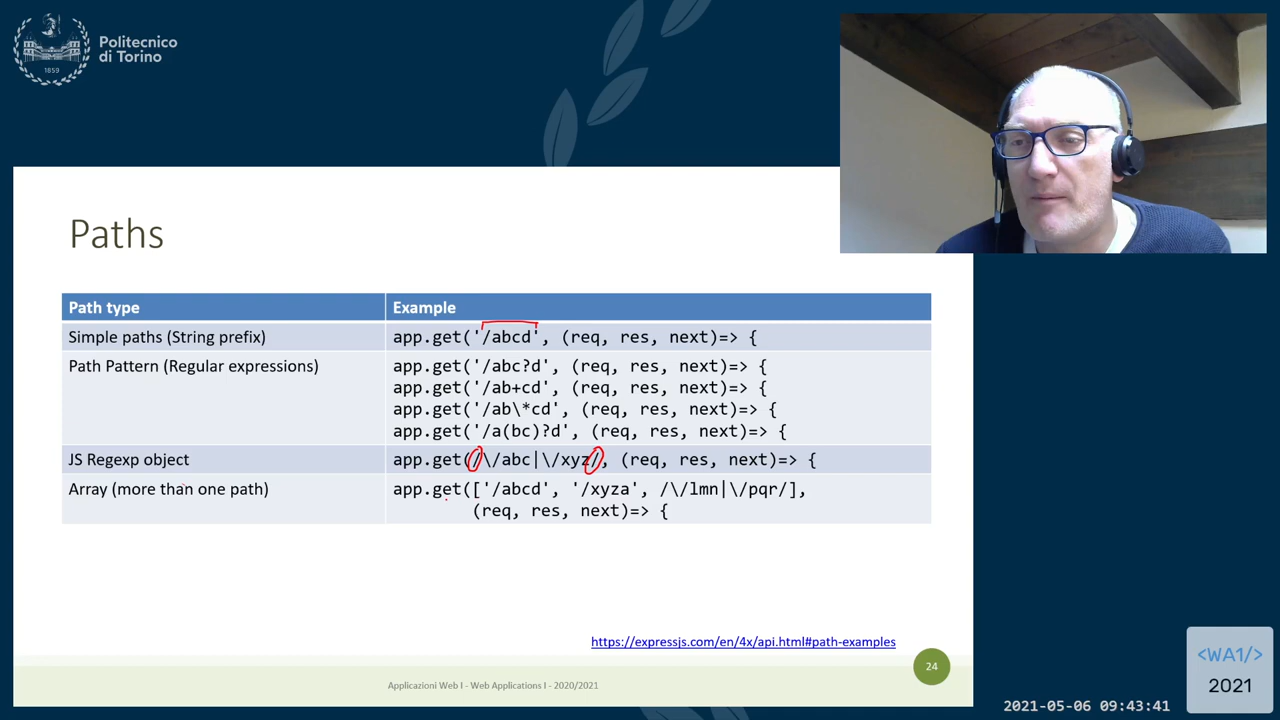 Politecnico
di Torino
1859
Paths
Path type
Example
Simple paths (String prefix)
app.get('/abcd', (req, res, next)=> {
Path Pattern (Regular expressions)
app.get('/abc?d', (req, res, next)=> {
app.get('/ab+cd', (req, res, next)=> {
app.get('/ab\*cd', (req, res, next)=> {
app.get('/a(bc)?d', (req, res, next)=> {
JS Regexp object
app.get(/\/abc|\/xyz/, (req, res, next)=> {
Array (more than one path)
app.get(['/abcd', '/xyza', /\/lmn|\/pqr/],
(req, res, next)=> {
https://expressjs.com/en/4x/api.html#path-examples
24
Applicazioni Web I - Web Applications I - 2020/2021
<WA1/>
2021
2021-05-06 09:43:41